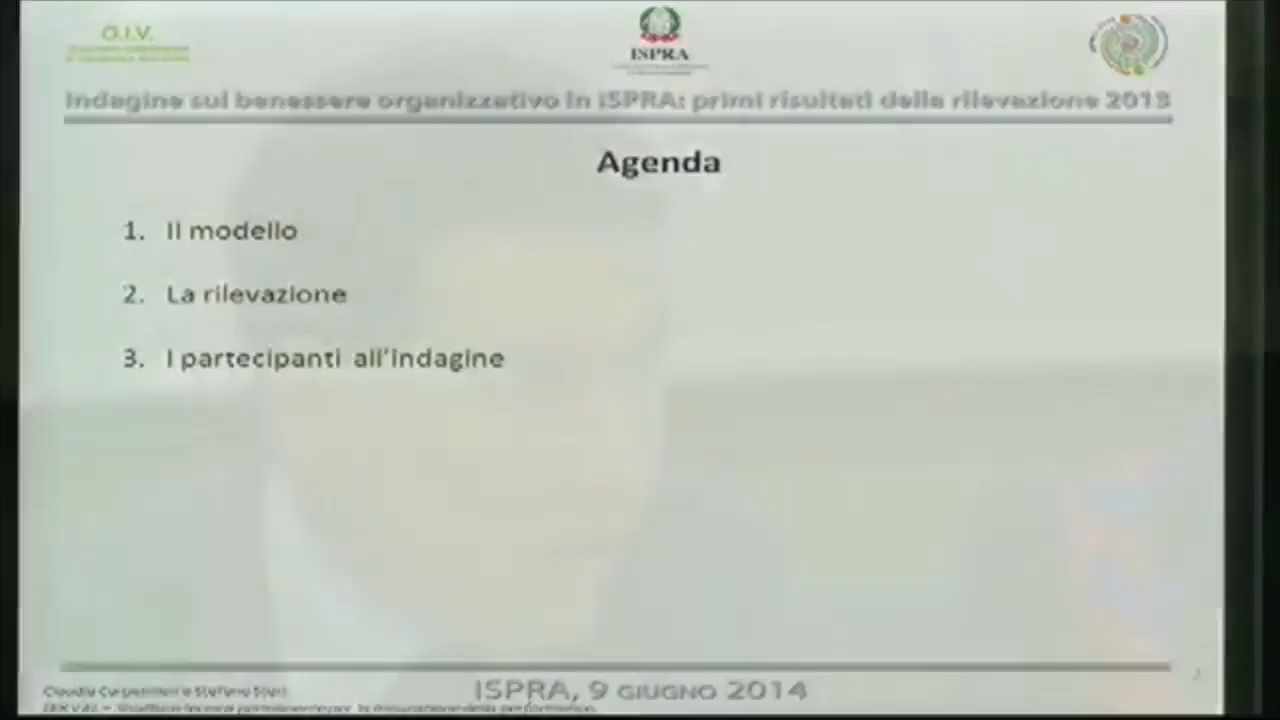 O.I.V.
ISPRA
Indagine sul benessere organizzativo in ISPRA: primi risultati della rilevazione 2013
Agenda
1. Il modello
2. La rilevazione
3. I partecipanti all'indagine
ISPRA, 9 GIUGNO 2014